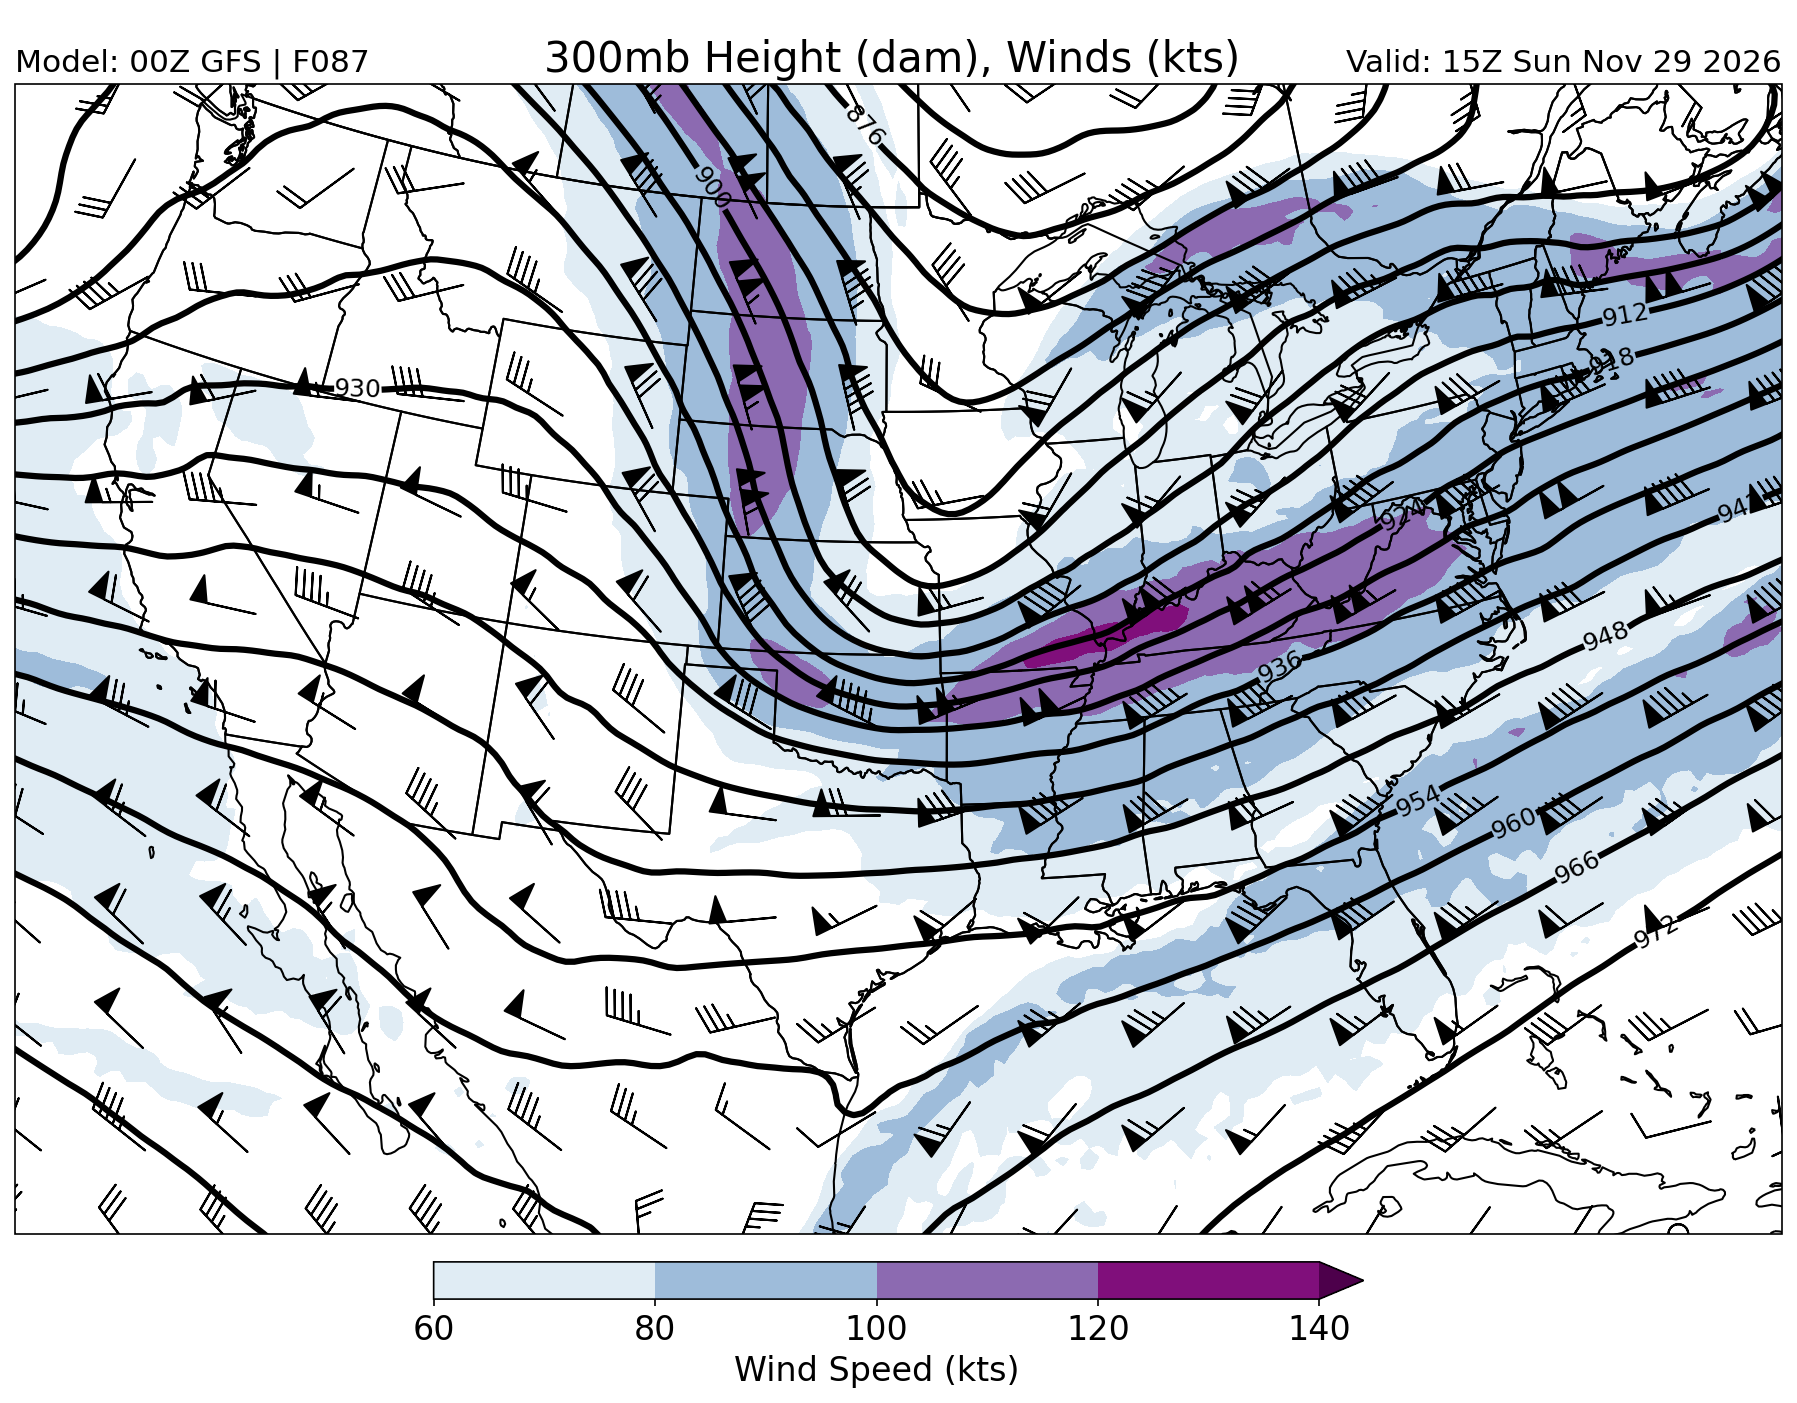 Model: 00Z GFS | F087
300mb Height (dam), Winds (kts)
Valid: 15Z Sun Nov 29 2026
876
900
912
918
930
924
942
948
936
954
960
966
972
60 80 100 120 140
Wind Speed (kts)